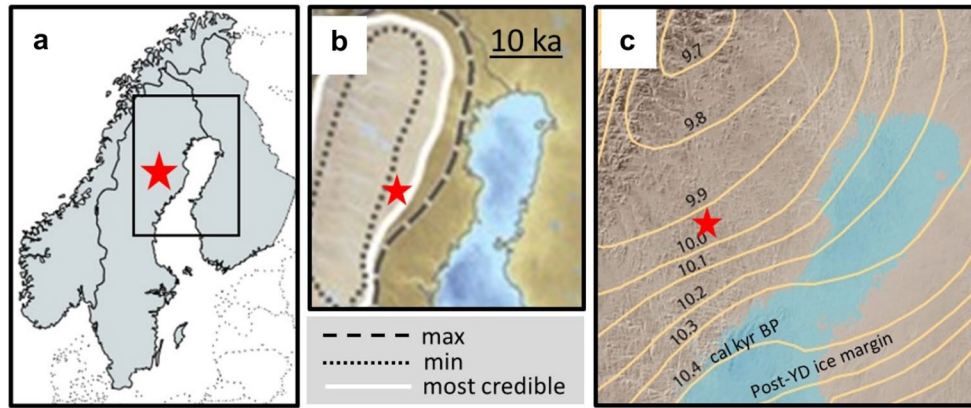 a
b
10 ka
max
min
most credible
c
9.7
9.8
9.9
10.0
10.1
10.2
10.3
10.4
cal kyr BP
Post-YD ice margin